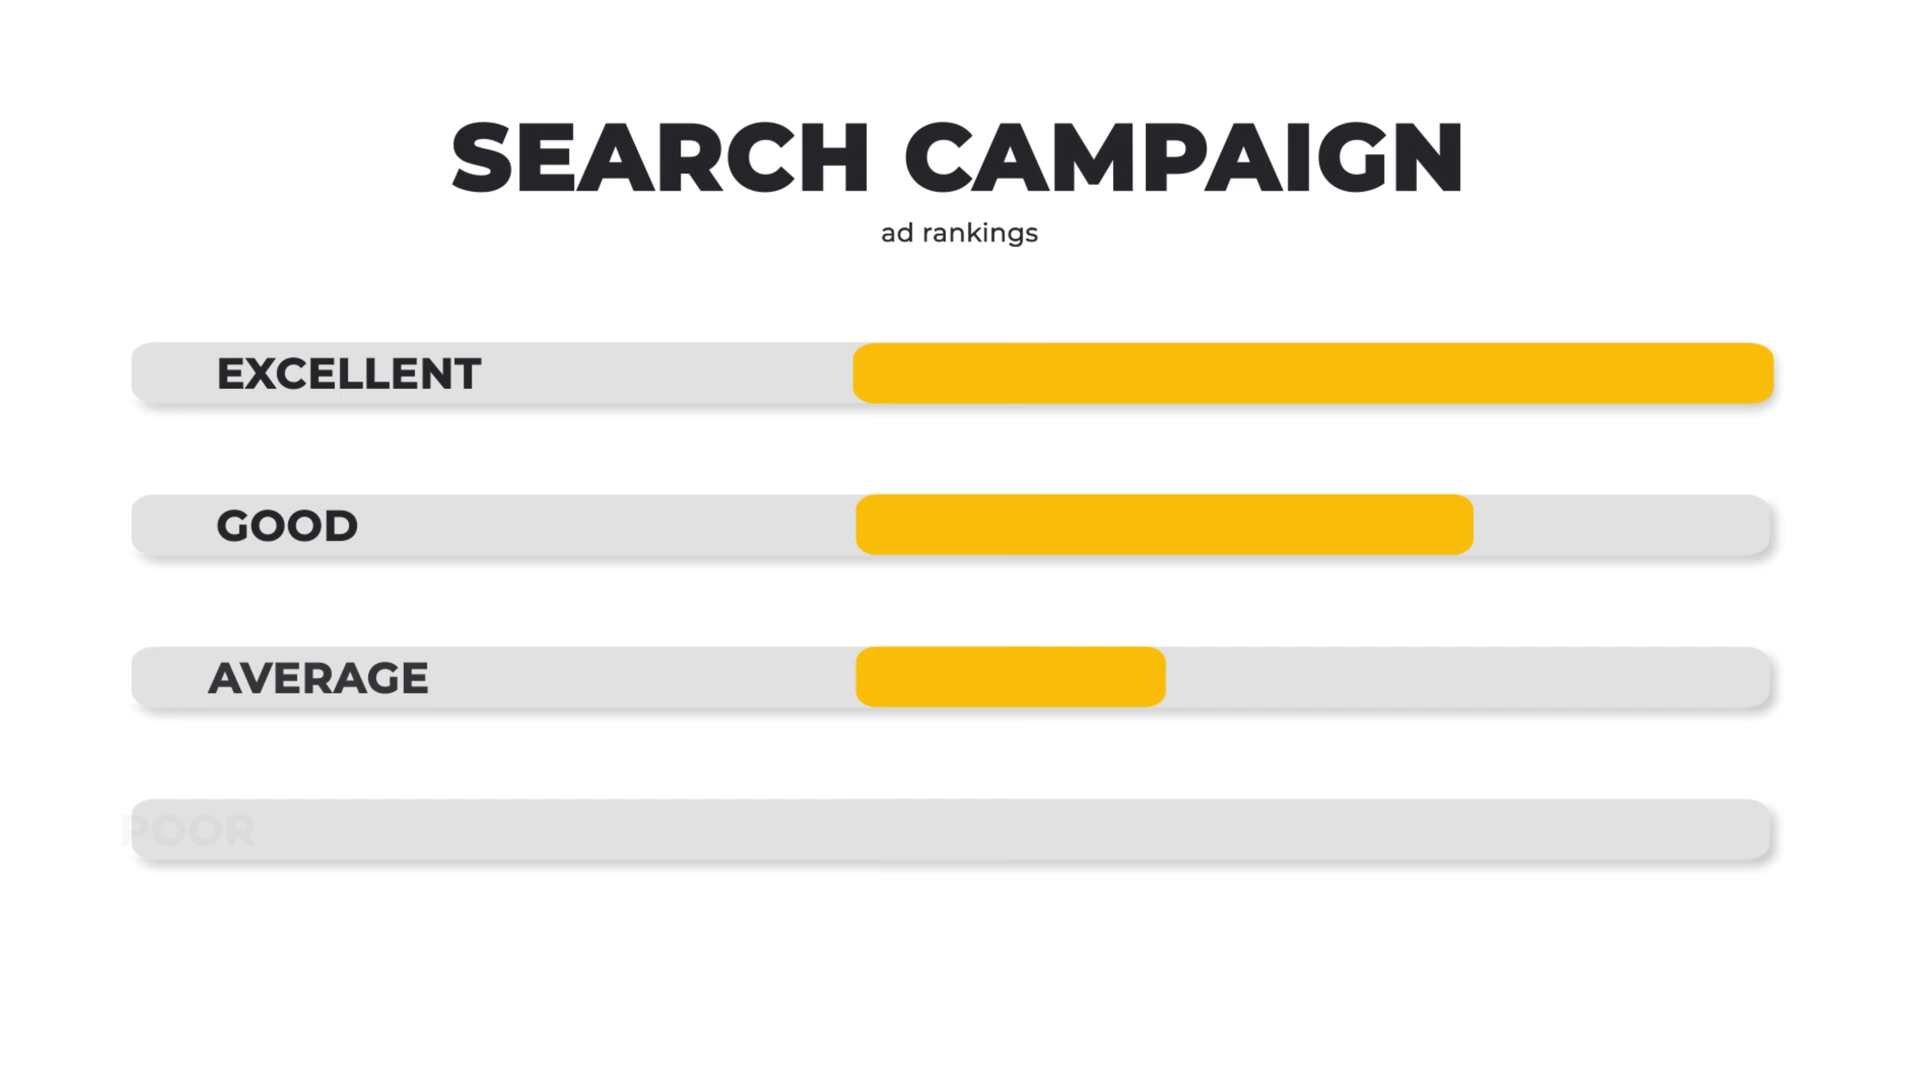 SEARCH CAMPAIGN
ad rankings
EXCELLENT
GOOD
AVERAGE
POOR